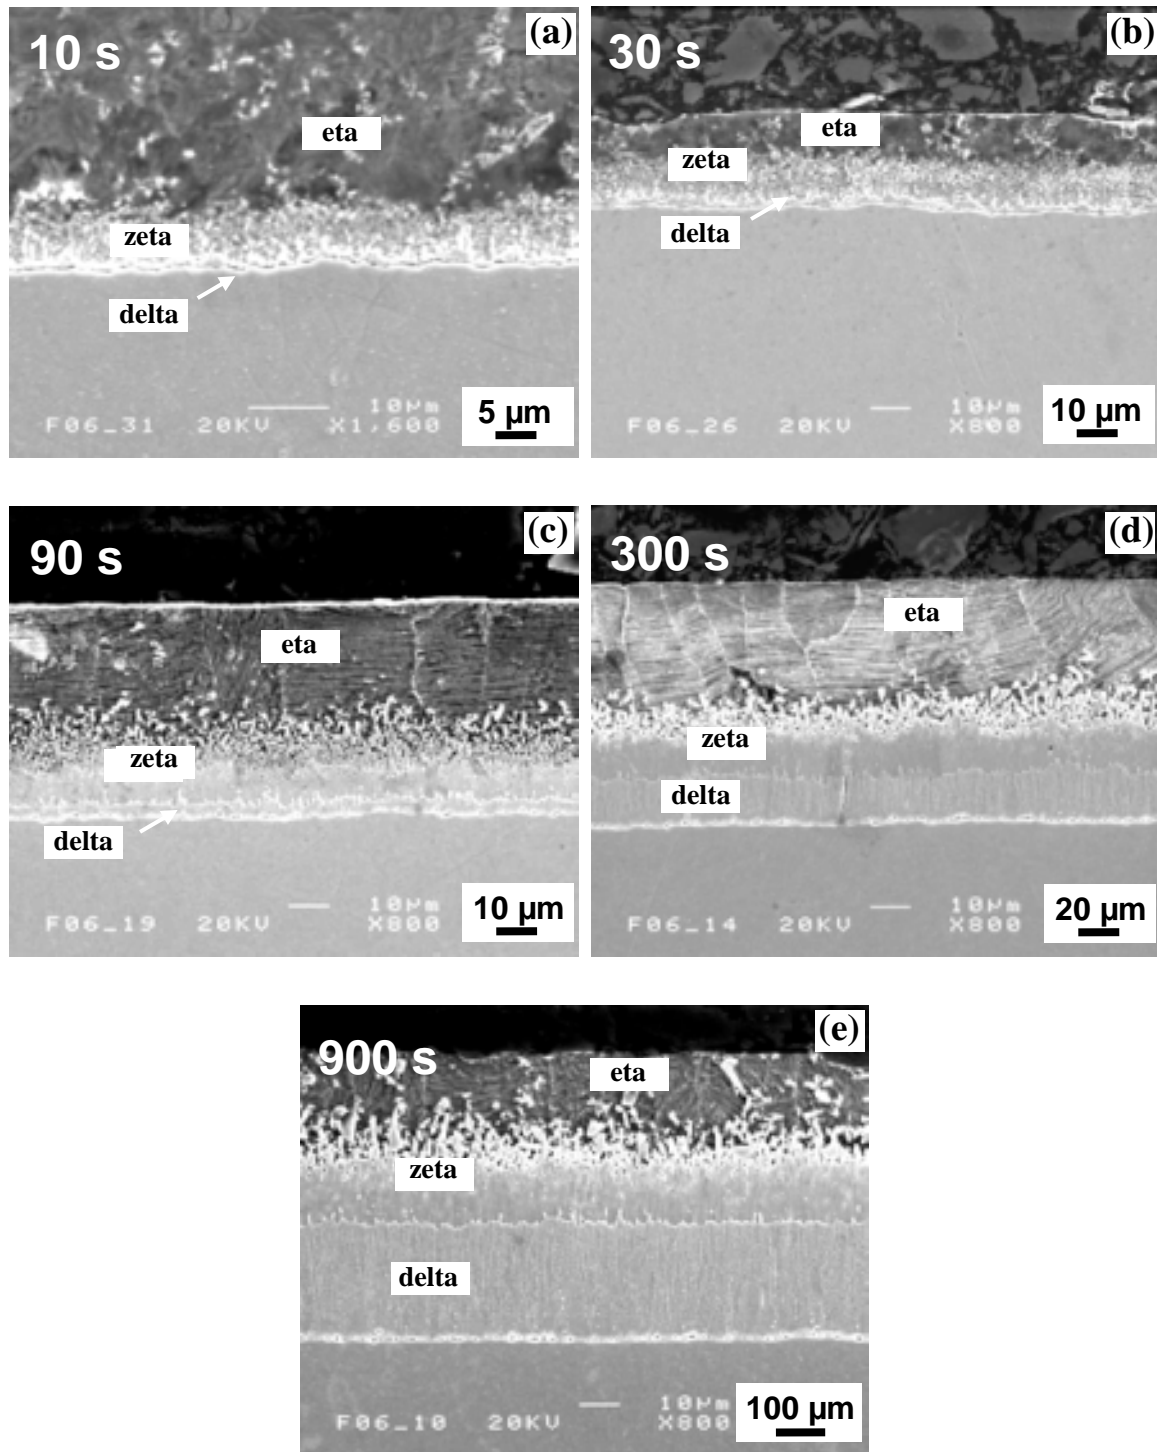 10 s
(a)
eta
zeta
delta
F06_31 20KV 10μm X1,600
5 μm
30 s
(b)
eta
zeta
delta
F06_26 20KV 10μm X800
10 μm
90 s
(c)
eta
zeta
delta
F06_19 20KV 10μm X800
10 μm
300 s
(d)
eta
zeta
delta
F06_14 20KV 10μm X800
20 μm
900 s
(e)
eta
zeta
delta
F06_10 20KV 10μm X800
100 μm